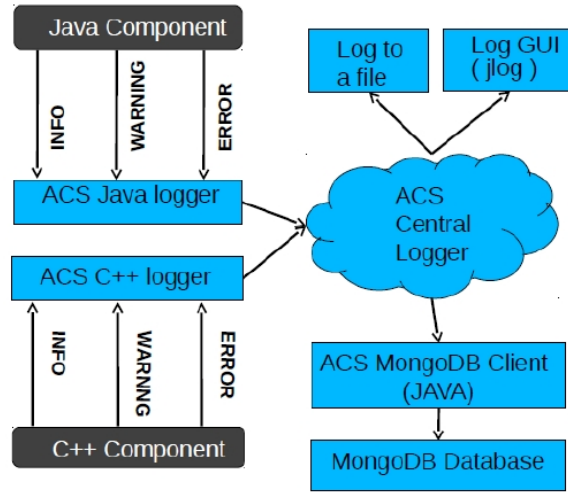 Java Component
INFO
WARNING
ERROR
ACS Java logger
ACS C++ logger
INFO
WARNNG
ERROR
C++ Component
Log to
a file
Log GUI
( jlog )
ACS
Central
Logger
ACS MongoDB Client
(JAVA)
MongoDB Database